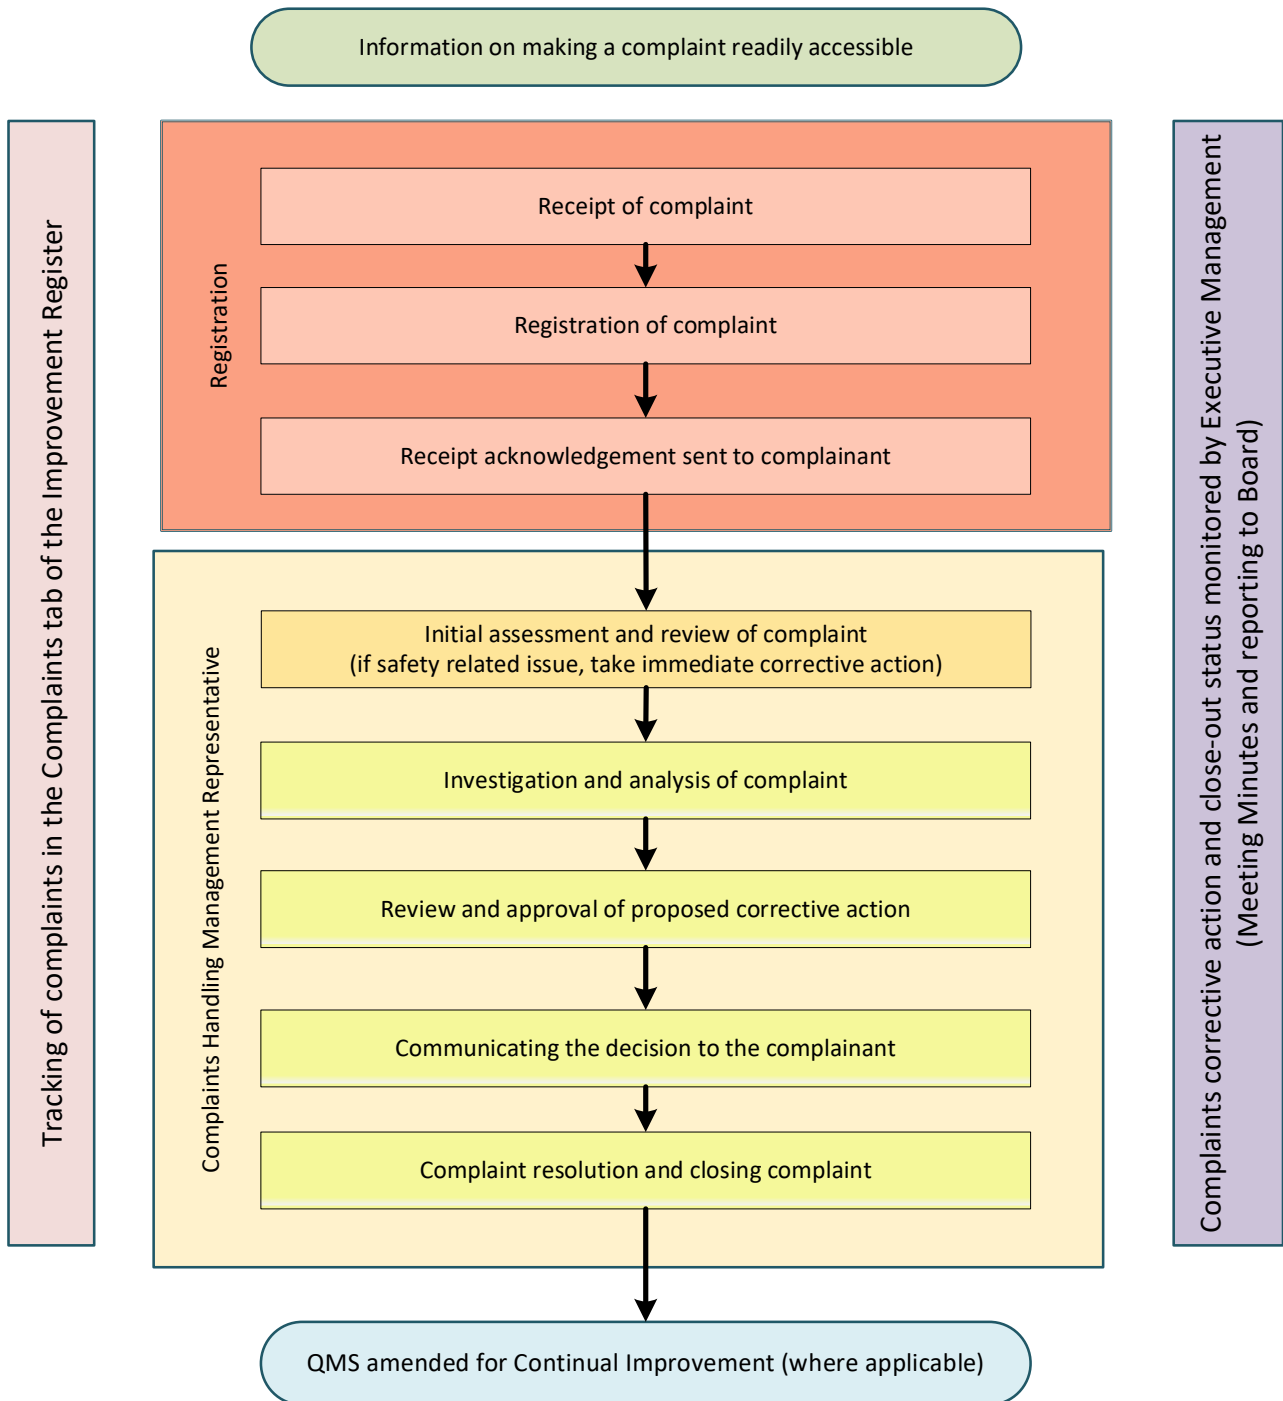 Information on making a complaint readily accessible
Tracking of complaints in the Complaints tab of the Improvement Register
Registration
Receipt of complaint
Registration of complaint
Receipt acknowledgement sent to complainant
Complaints Handling Management Representative
Initial assessment and review of complaint
(if safety related issue, take immediate corrective action)
Investigation and analysis of complaint
Review and approval of proposed corrective action
Communicating the decision to the complainant
Complaint resolution and closing complaint
Complaints corrective action and close-out status monitored by Executive Management
(Meeting Minutes and reporting to Board)
QMS amended for Continual Improvement (where applicable)